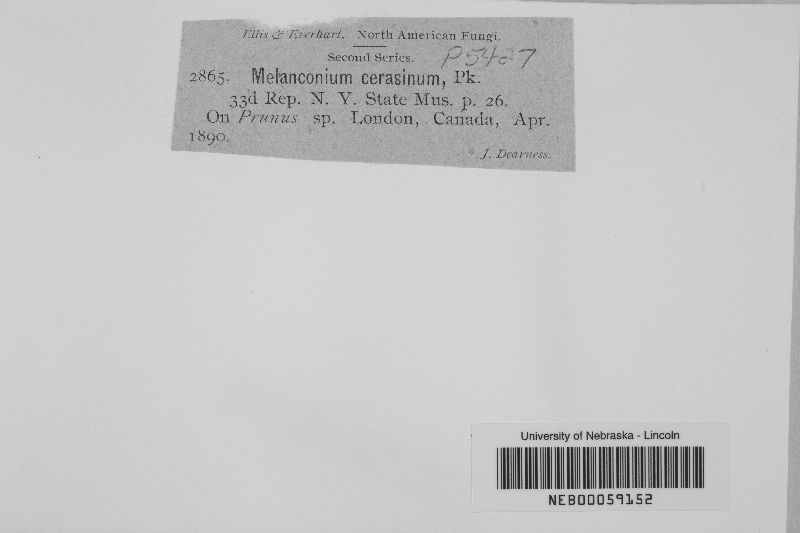 Ellis & Everhart. North American Fungi.
Second Series.
2865. Melanconium cerasinum, Pk.
33d Rep. N. Y. State Mus. p. 26.
On Prunus sp. London, Canada, Apr.
1890.
J. Dearness.
University of Nebraska - Lincoln
NEB00059152